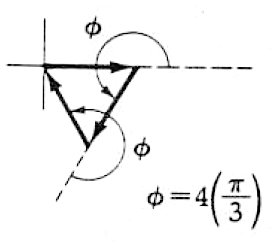 ϕ
ϕ
ϕ = 4(π/3)